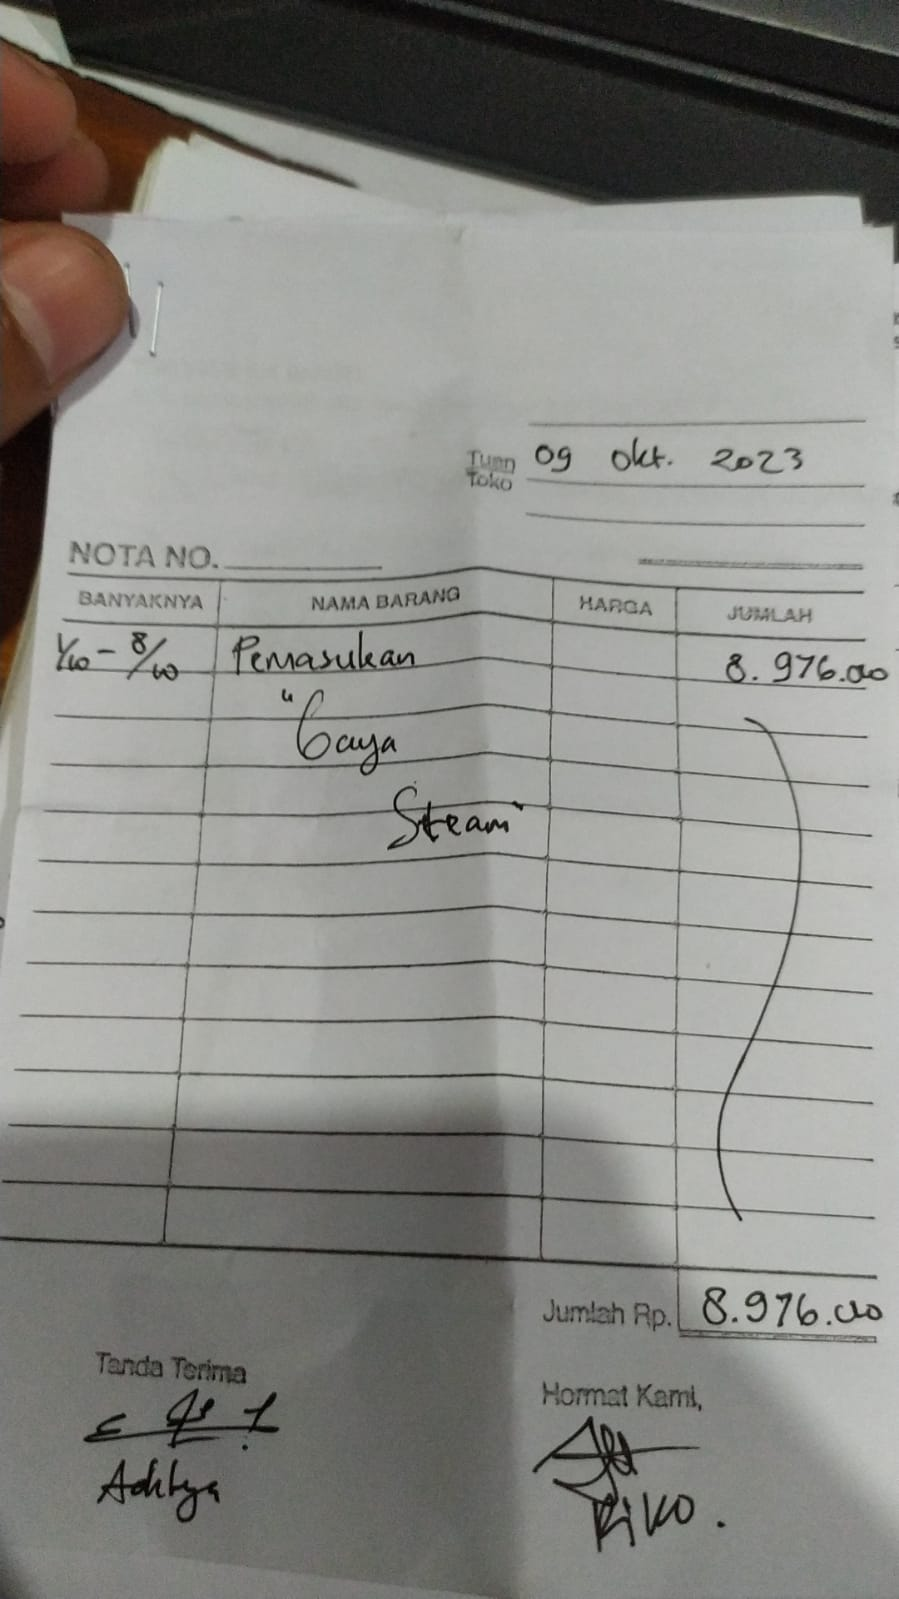 Tuan 09 Okt. 2023
Toko
NOTA NO.
BANYAKNYA NAMA BARANG HARGA JUMLAH
1/10 - 8/10 Pemasukan 8.976.000
"Gaya
Steam"
Jumlah Rp. 8.976.000
Tanda Terima
Hormat Kami,
Aditya
RIKO.